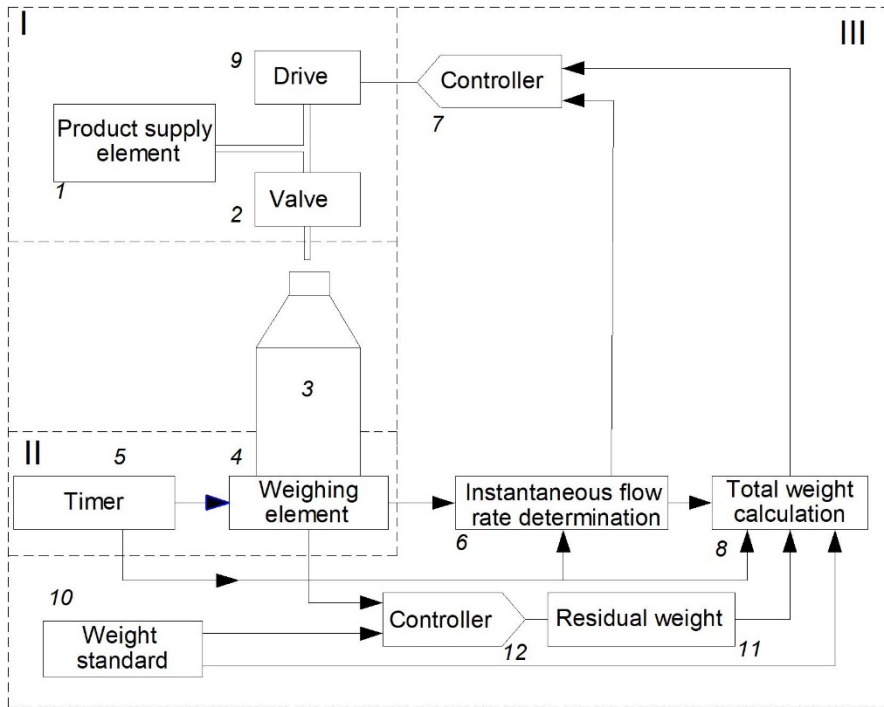 I
III
9
Drive
Controller
7
Product supply
element
1
2
Valve
3
II
5
4
Timer
Weighing
element
Instantaneous flow
rate determination
6
Total weight
calculation
8
10
Weight
standard
Controller
12
Residual weight
11